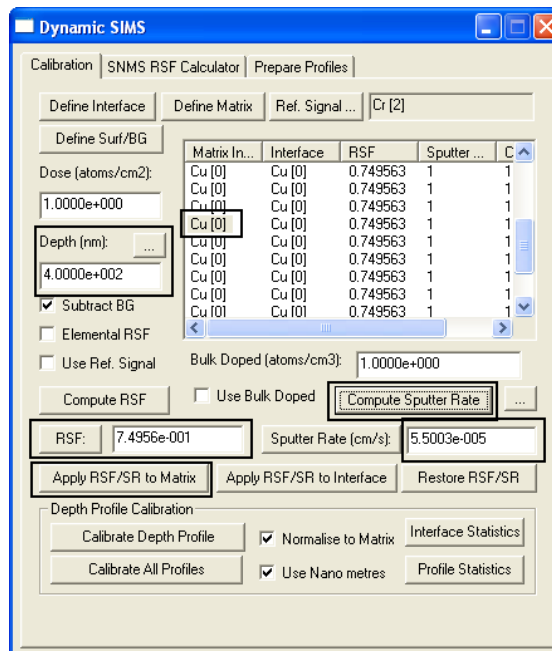 Dynamic SIMS
Calibration SNMS RSF Calculator Prepare Profiles
Define Interface Define Matrix Ref. Signal ... Cr [2]
Define Surf/BG
Matrix In... Interface RSF Sputter ... C
Dose (atoms/cm2):
1.0000e+000
Depth (nm): ...
4.0000e+002
Cu [0] Cu [0] 0.749563 1 1
Cu [0] Cu [0] 0.749563 1 1
Cu [0] Cu [0] 0.749563 1 1
Cu [0] Cu [0] 0.749563 1 1
Cu [0] Cu [0] 0.749563 1 1
Cu [0] Cu [0] 0.749563 1 1
Cu [0] Cu [0] 0.749563 1 1
Cu [0] Cu [0] 0.749563 1 1
Cu [0] Cu [0] 0.749563 1 1
Subtract BG
Elemental RSF
Use Ref. Signal Bulk Doped (atoms/cm3): 1.0000e+000
Compute RSF Use Bulk Doped Compute Sputter Rate ...
RSF: 7.4956e-001 Sputter Rate (cm/s): 5.5003e-005
Apply RSF/SR to Matrix Apply RSF/SR to Interface Restore RSF/SR
Depth Profile Calibration
Calibrate Depth Profile Normalise to Matrix Interface Statistics
Calibrate All Profiles Use Nano metres Profile Statistics